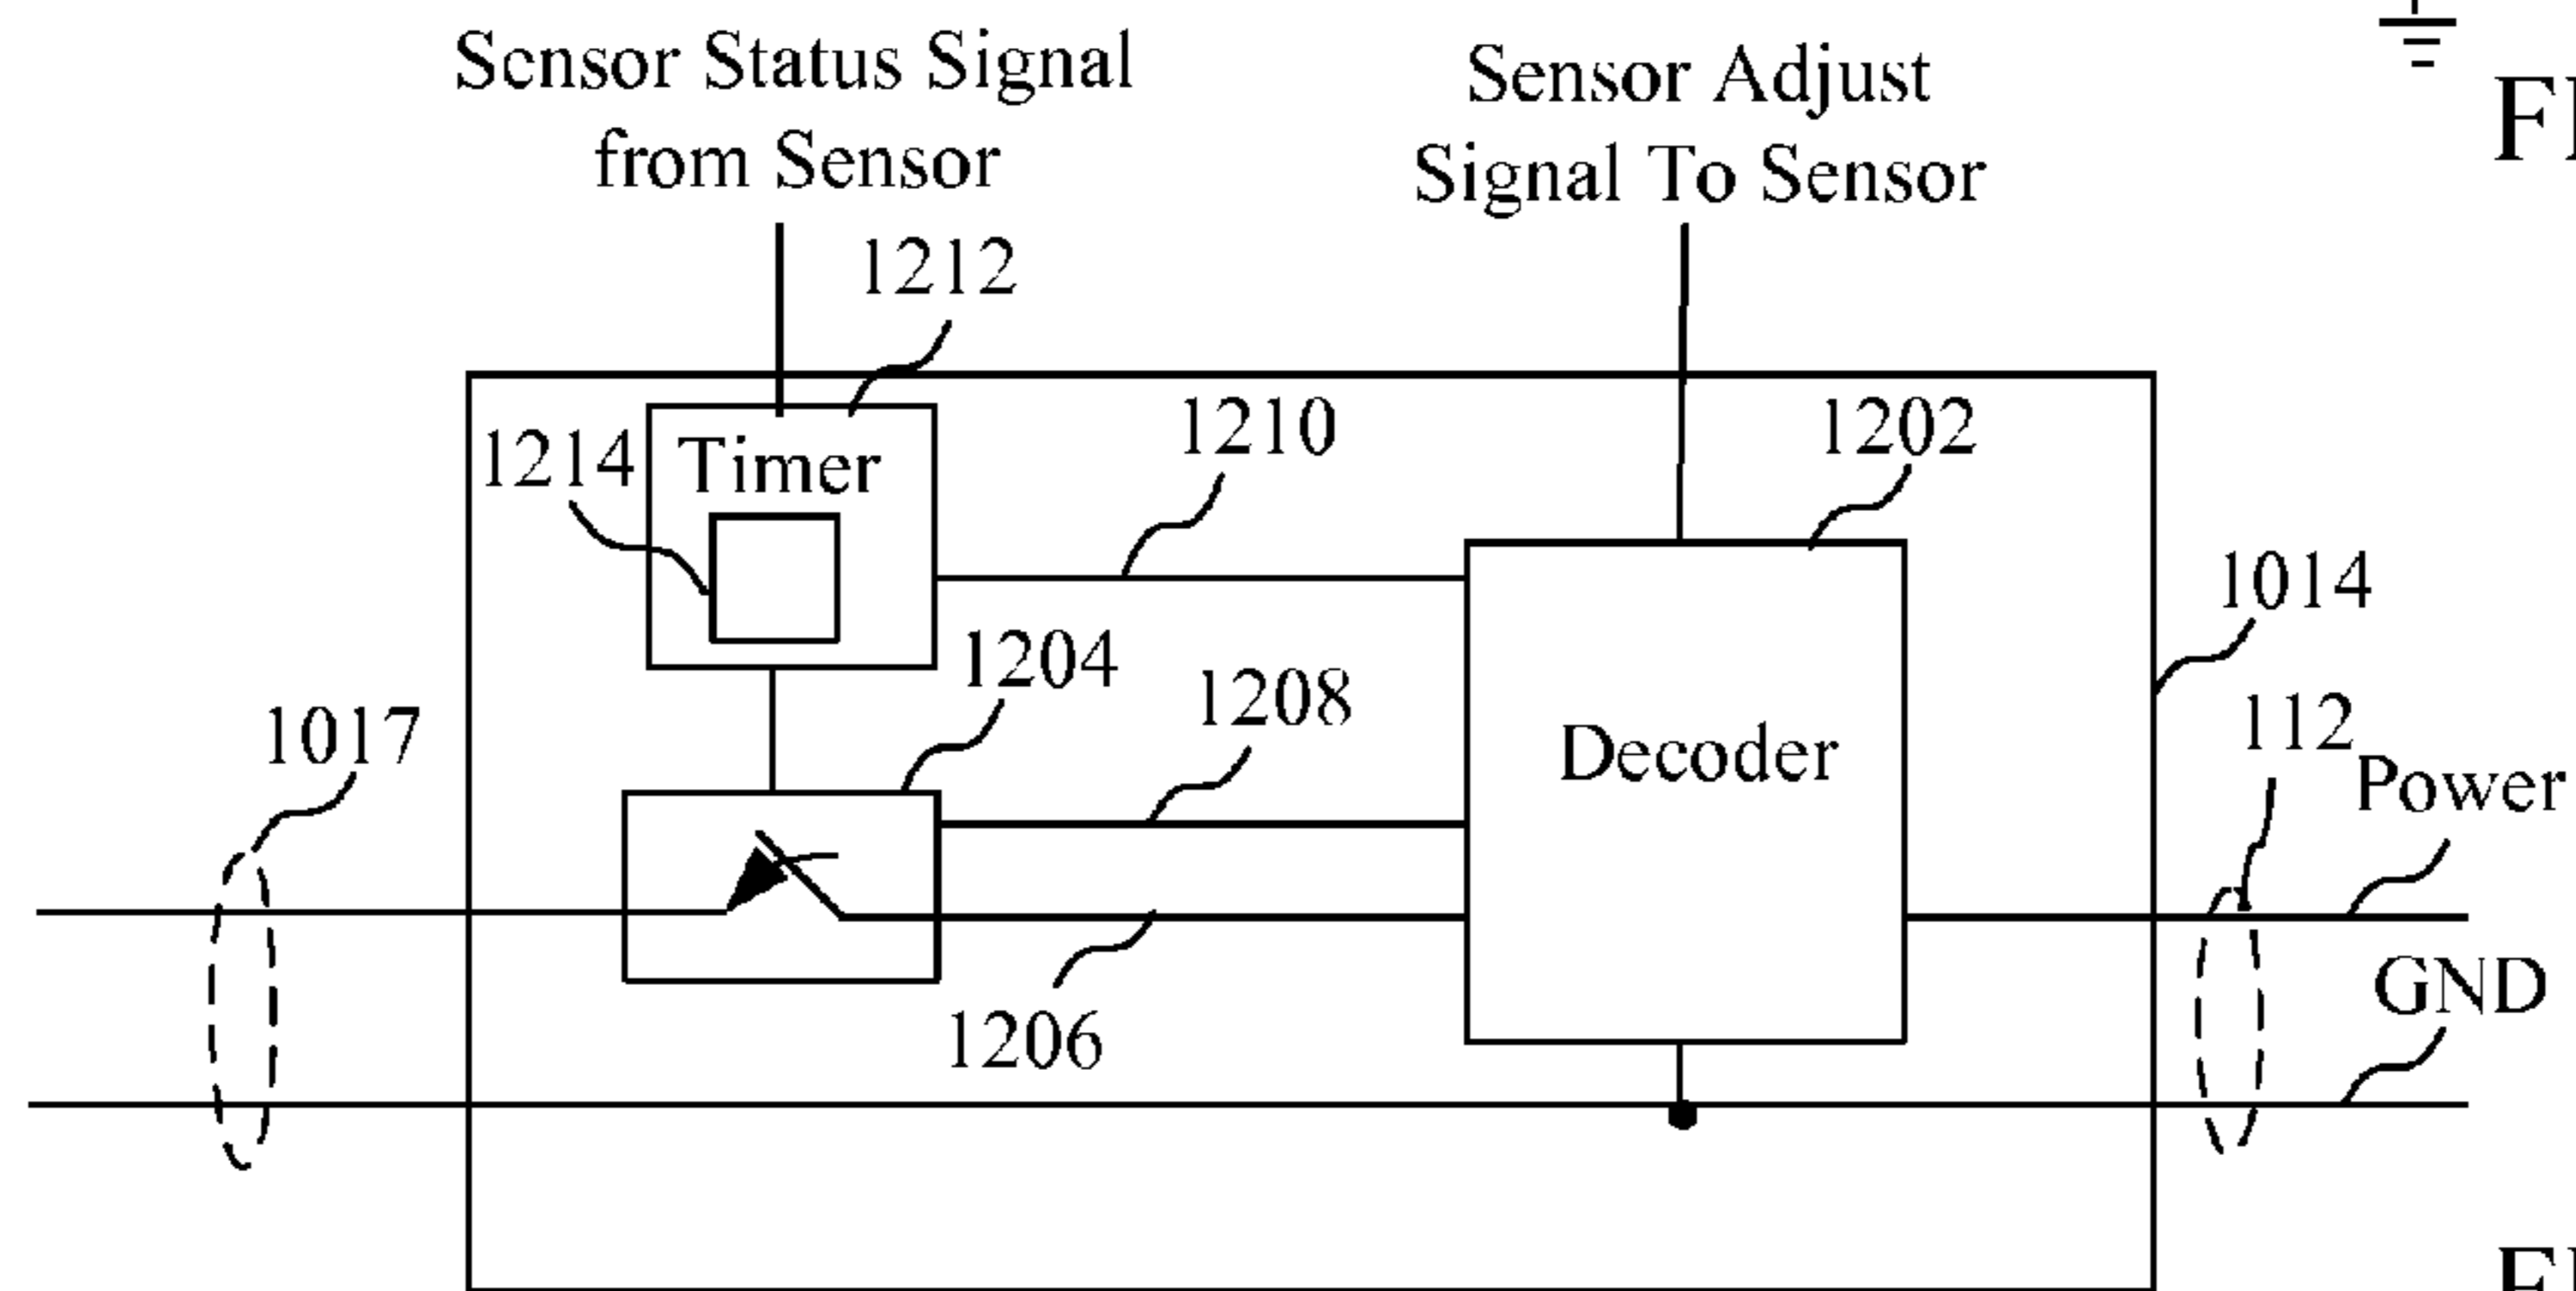 Sensor Status Signal
from Sensor
Sensor Adjust
Signal To Sensor
1212
1214
Timer
1210
1202
1014
1204
1208
1017
112
Decoder
Power
GND
1206